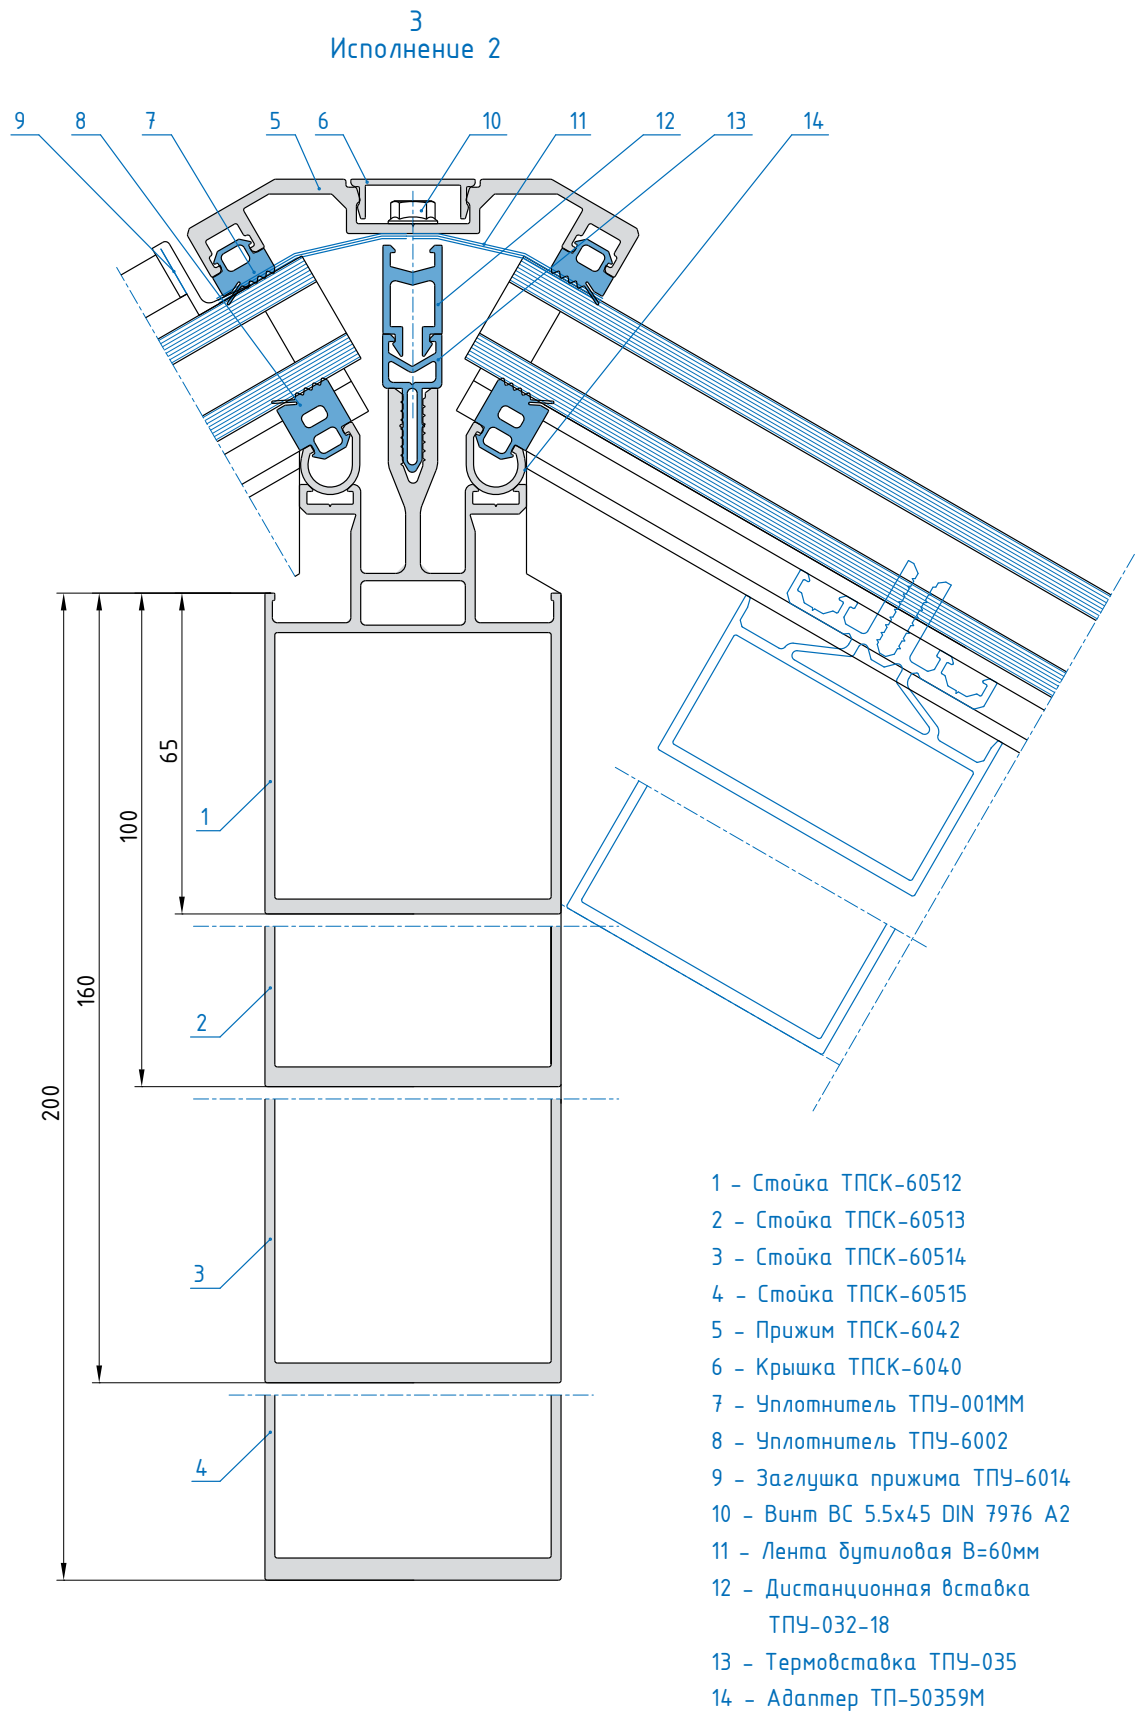 3
Исполнение 2
9 8 7 5 6 10 11 12 13 14
65
1
100
160
2
200
3
4
1 - Стойка ТПСК-60512
2 - Стойка ТПСК-60513
3 - Стойка ТПСК-60514
4 - Стойка ТПСК-60515
5 - Прижим ТПСК-6042
6 - Крышка ТПСК-6040
7 - Уплотнитель ТПУ-001ММ
8 - Уплотнитель ТПУ-6002
9 - Заглушка прижима ТПУ-6014
10 - Винт ВС 5.5х45 DIN 7976 A2
11 - Лента бутиловая В=60мм
12 - Дистанционная вставка
ТПУ-032-18
13 - Термовставка ТПУ-035
14 - Адаптер ТП-50359М